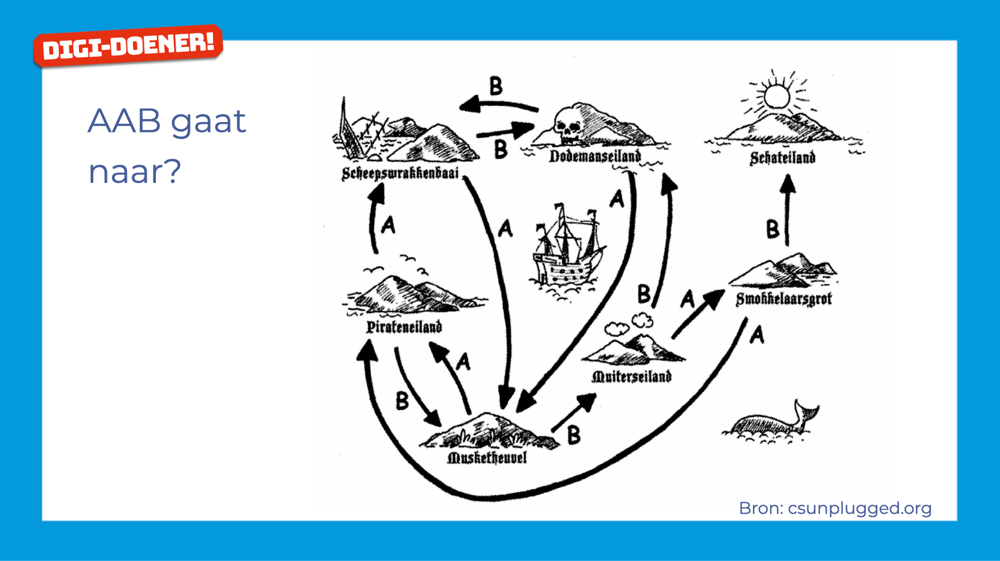 DIGI-DOENER!
AAB gaat
naar?
B
B
Dodemanseiland
Schateiland
Scheepswrakkenbaai
A
A
A
B
B
A
Smokkelaarsgrot
Pirateneiland
A
A
Muiterseiland
B
B
Musketheuvel
Bron: csunplugged.org